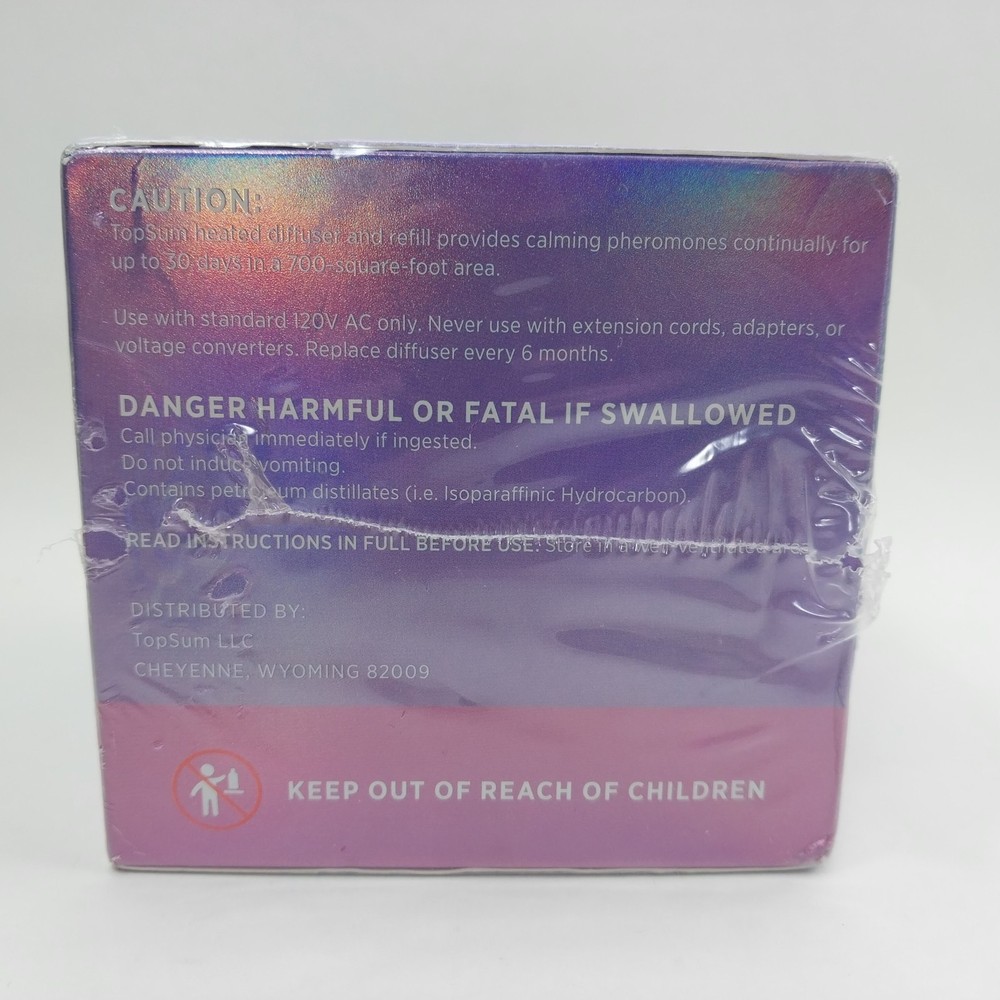 CAUTION:
TopSum heated diffuser and refill provides calming pheromones continually for
up to 30 days in a 700-square-foot area.
Use with standard 120V AC only. Never use with extension cords, adapters, or
voltage converters. Replace diffuser every 6 months.
DANGER HARMFUL OR FATAL IF SWALLOWED
Call physician immediately if ingested.
Do not induce vomiting.
Contains petroleum distillates (i.e. Isoparaffinic Hydrocarbon).
READ INSTRUCTIONS IN FULL BEFORE USE. Store in a well-ventilated
DISTRIBUTED BY:
TopSum LLC
CHEYENNE, WYOMING 82009
KEEP OUT OF REACH OF CHILDREN